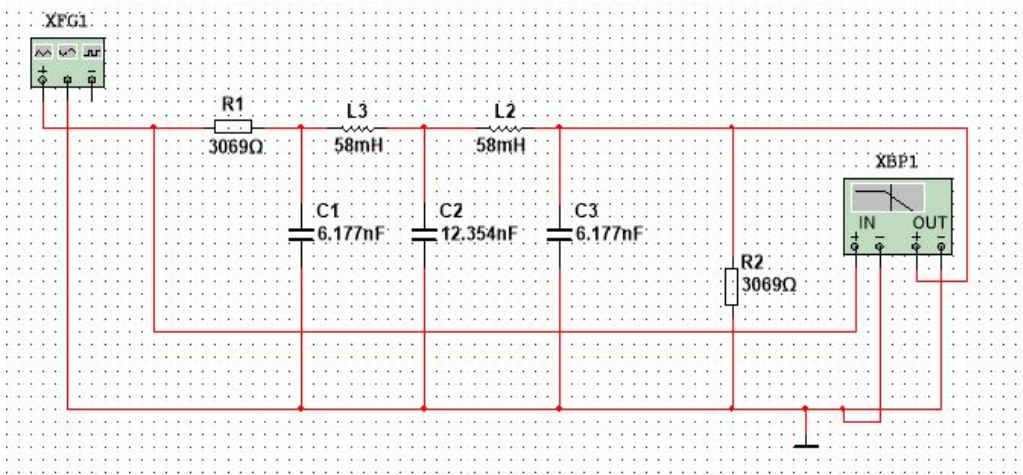 XFG1
R1
3069Ω
L3
58mH
L2
58mH
XBP1
IN OUT
C1
6.177nF
C2
12.354nF
C3
6.177nF
R2
3069Ω